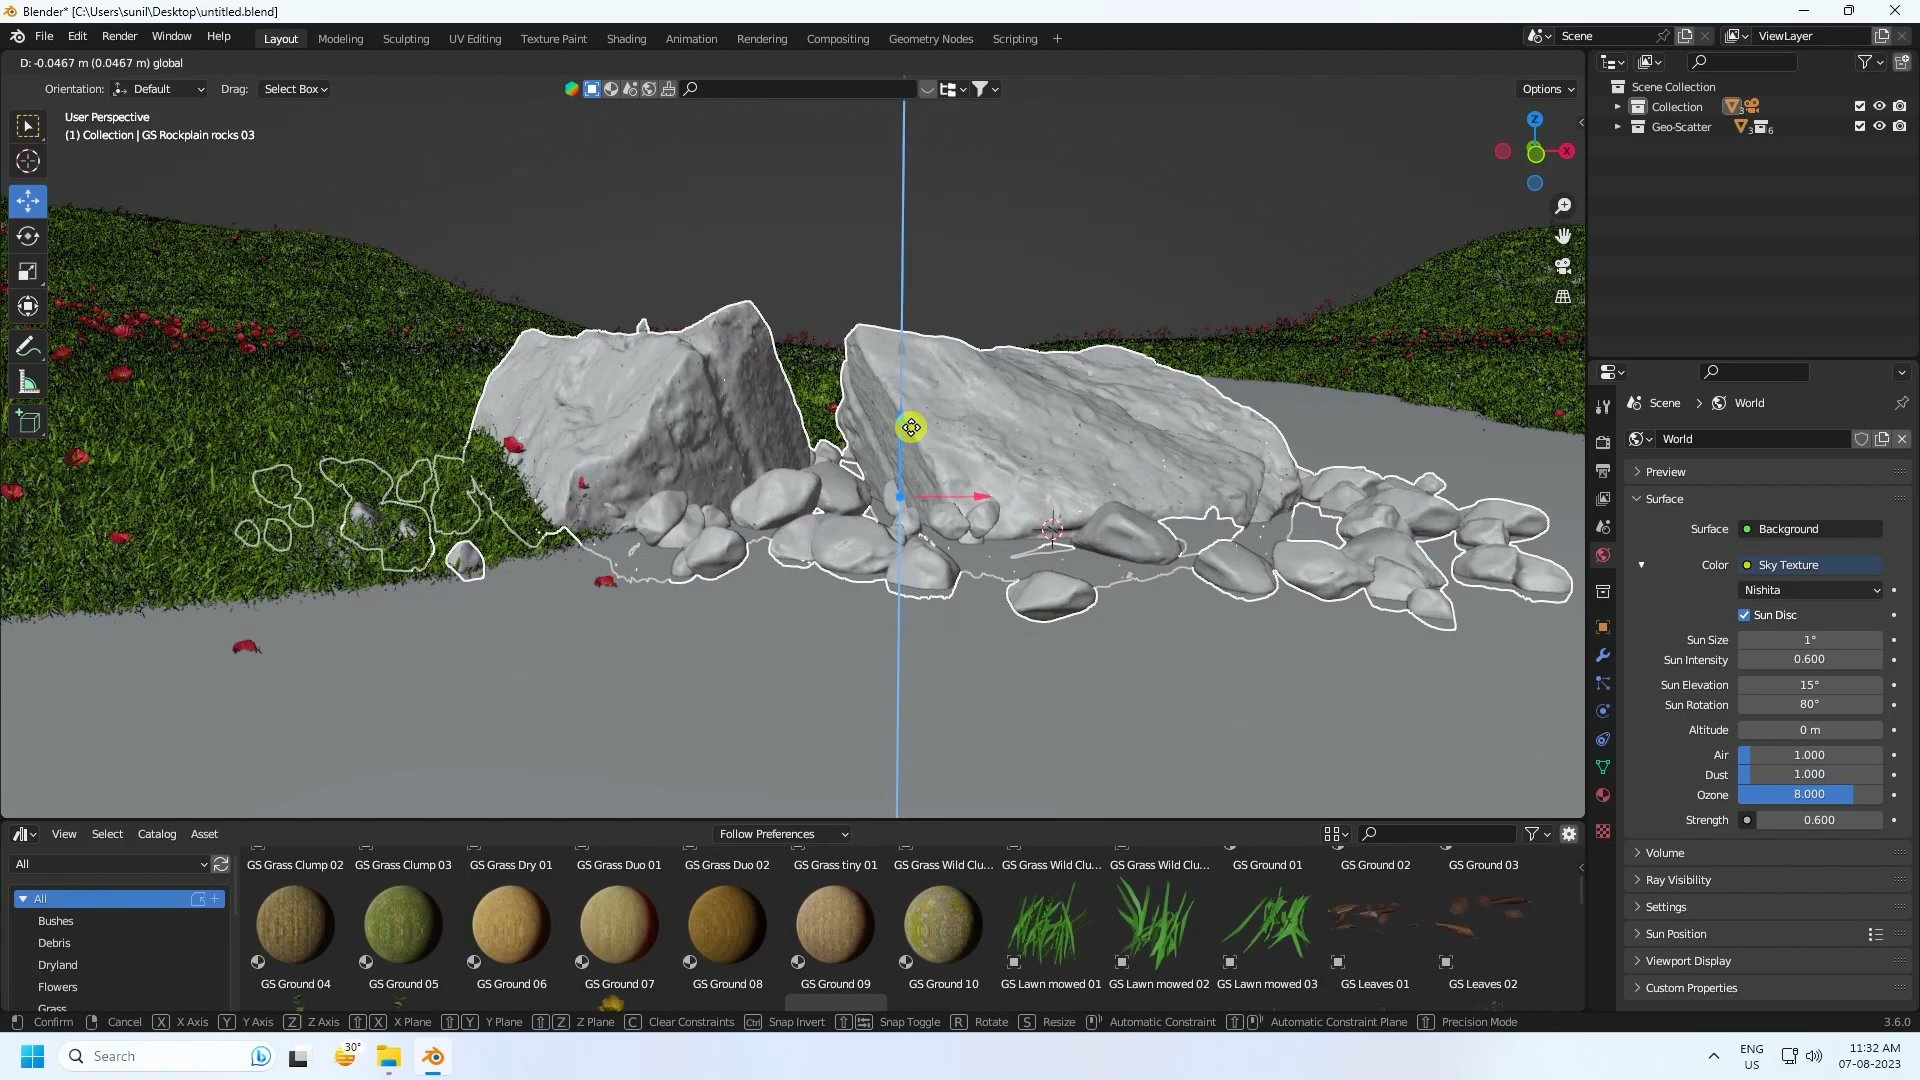 Blender* [C:\Users\sunil\Desktop\untitled.blend]
File Edit Render Window Help
Layout Modeling Sculpting UV Editing Texture Paint Shading Animation Rendering Compositing Geometry Nodes Scripting +
Scene ViewLayer
D: -0.0467 m (0.0467 m) global
Orientation: Default Drag: Select Box Options
User Perspective
(1) Collection | GS Rockplain rocks 03
Z
X
Scene Collection
Collection 3
Geo-Scatter 3 6
Scene > World
World
Preview
Surface
Surface Background
Color Sky Texture
Nishita
Sun Disc
Sun Size 1°
Sun Intensity 0.600
Sun Elevation 15°
Sun Rotation 80°
Altitude 0 m
Air 1.000
Dust 1.000
Ozone 8.000
Strength 0.600
Volume
Ray Visibility
Settings
Sun Position
Viewport Display
Custom Properties
View Select Catalog Asset Follow Preferences
All
All
Bushes
Debris
Dryland
Flowers
Grass
GS Grass Clump 02 GS Grass Clump 03 GS Grass Dry 01 GS Grass Duo 01 GS Grass Duo 02 GS Grass tiny 01 GS Grass Wild Clu... GS Grass Wild Clu... GS Grass Wild Clu... GS Ground 01 GS Ground 02 GS Ground 03
GS Ground 04 GS Ground 05 GS Ground 06 GS Ground 07 GS Ground 08 GS Ground 09 GS Ground 10 GS Lawn mowed 01 GS Lawn mowed 02 GS Lawn mowed 03 GS Leaves 01 GS Leaves 02
Confirm Cancel X X Axis Y Y Axis Z Z Axis X X Plane Y Y Plane Z Z Plane C Clear Constraints Ctrl Snap Invert Snap Toggle R Rotate S Resize Automatic Constraint Automatic Constraint Plane Precision Mode 3.6.0
Search 30° ENG US 11:32 AM 07-08-2023